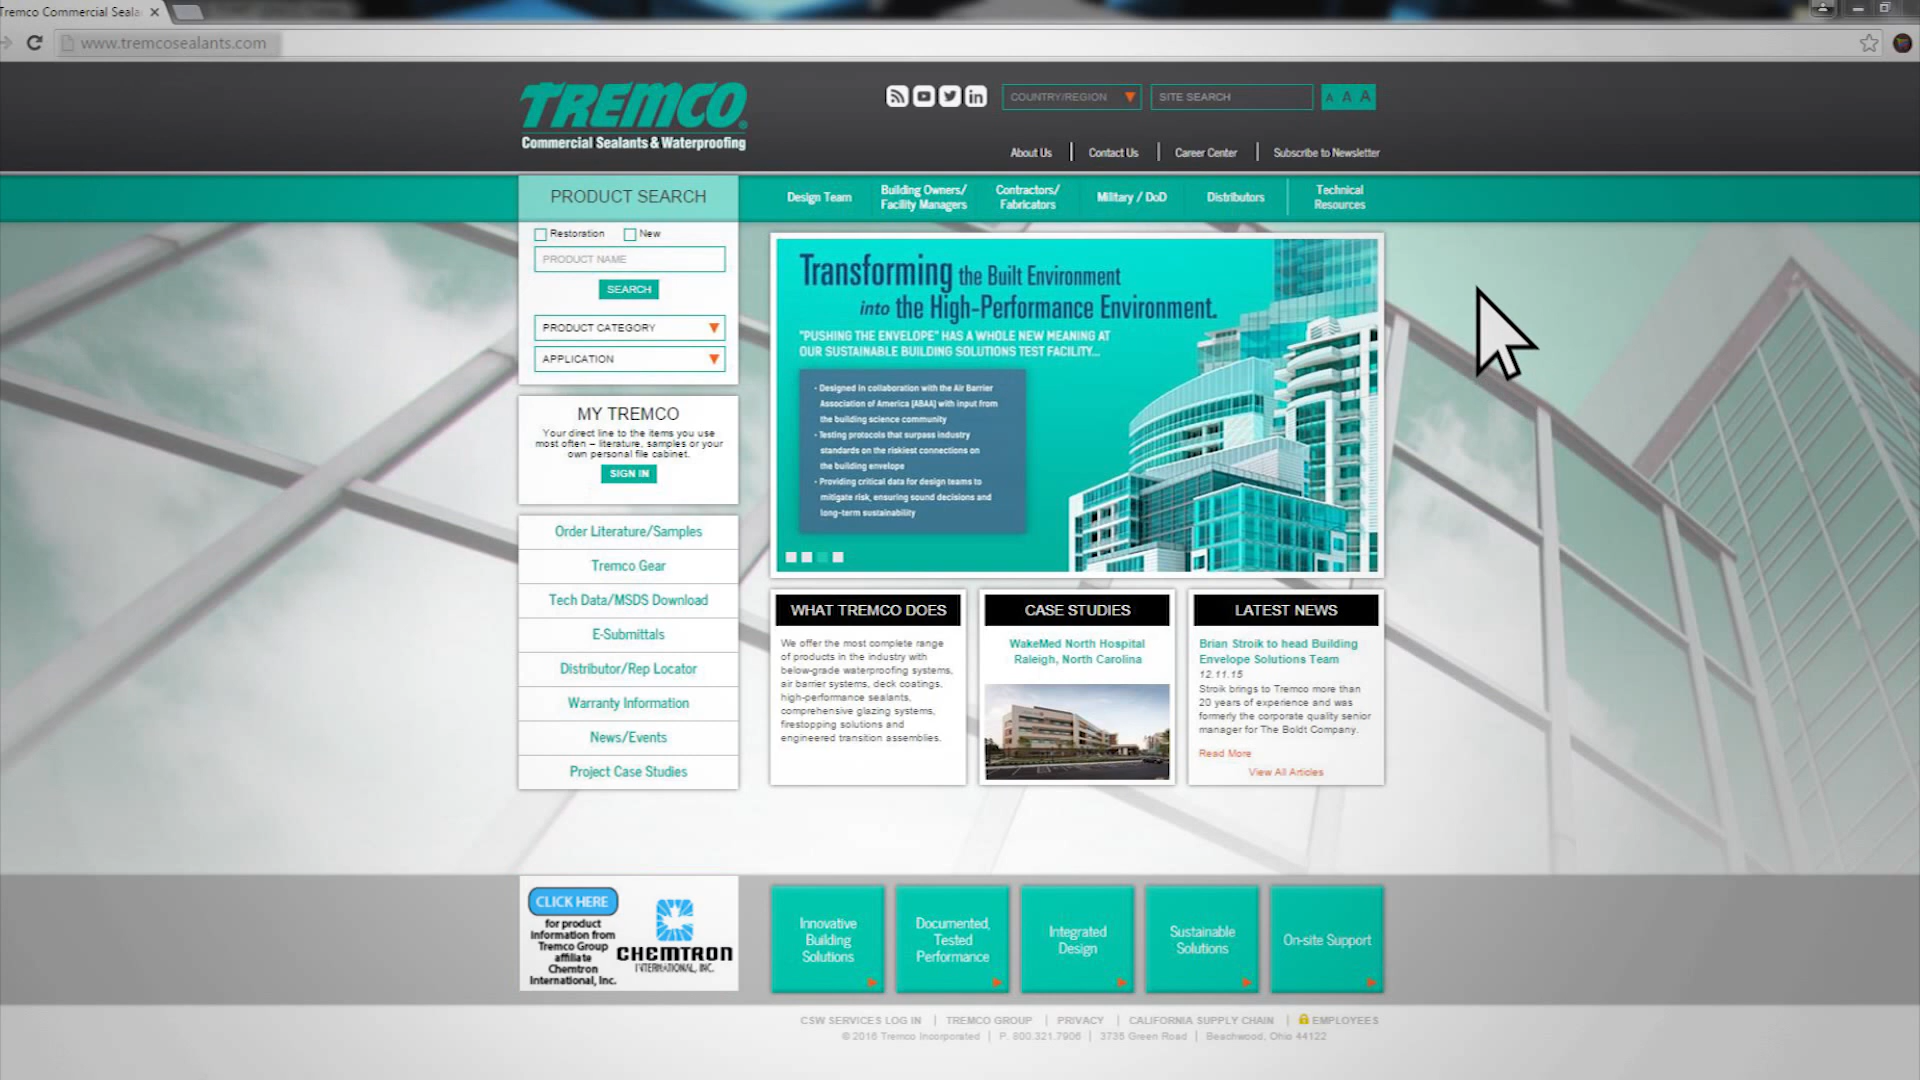 Tremco Commercial Seala
www.tremcosealants.com
TREMCO
Commercial Sealants & Waterproofing
COUNTRY/REGION
SITE SEARCH
A A A
About Us | Contact Us | Career Center | Subscribe to Newsletter
PRODUCT SEARCH
Design Team
Building Owners/
Facility Managers
Contractors/
Fabricators
Military / DoD
Distributors
Technical
Resources
Restoration
New
PRODUCT NAME
SEARCH
PRODUCT CATEGORY
APPLICATION
MY TREMCO
Your direct line to the items you use
most often – literature, samples or your
own personal file cabinet.
SIGN IN
Order Literature/Samples
Tremco Gear
Tech Data/MSDS Download
E-Submittals
Distributor/Rep Locator
Warranty Information
News/Events
Project Case Studies
Transforming the Built Environment
into the High-Performance Environment.
"PUSHING THE ENVELOPE" HAS A WHOLE NEW MEANING AT
OUR SUSTAINABLE BUILDING SOLUTIONS TEST FACILITY...
• Designed in collaboration with the Air Barrier
Association of America (ABAA) with input from
the building science community
• Testing protocols that surpass industry
standards on the riskiest connections on
the building envelope
• Providing critical data for design teams to
mitigate risk, ensuring sound decisions and
long-term sustainability
WHAT TREMCO DOES
We offer the most complete range
of products in the industry with
below-grade waterproofing systems,
air barrier systems, deck coatings,
high-performance sealants,
comprehensive glazing systems,
firestopping solutions and
engineered transition assemblies.
CASE STUDIES
WakeMed North Hospital
Raleigh, North Carolina
LATEST NEWS
Brian Stroik to head Building
Envelope Solutions Team
12.11.15
Stroik brings to Tremco more than
20 years of experience and was
formerly the corporate quality senior
manager for The Boldt Company.
Read More
View All Articles
CLICK HERE
for product
information from
Tremco Group
affiliate
Chemtron
International, Inc.
CHEMTRON
INTERNATIONAL, INC.
Innovative
Building
Solutions
Documented,
Tested
Performance
Integrated
Design
Sustainable
Solutions
On-site Support
CSW SERVICES LOG IN | TREMCO GROUP | PRIVACY | CALIFORNIA SUPPLY CHAIN | EMPLOYEES
© 2016 Tremco Incorporated | P. 800.321.7906 | 3735 Green Road | Beachwood, Ohio 44122